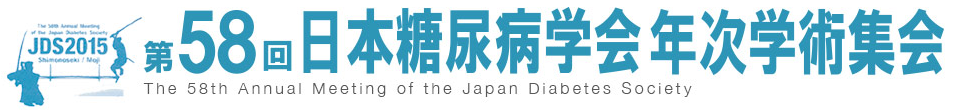 The 58th Annual Meeting
of the Japan Diabetes Society
JDS2015
Shimonoseki / Moji
第58回日本糖尿病学会 年次学術集会
The 58th Annual Meeting of the Japan Diabetes Society